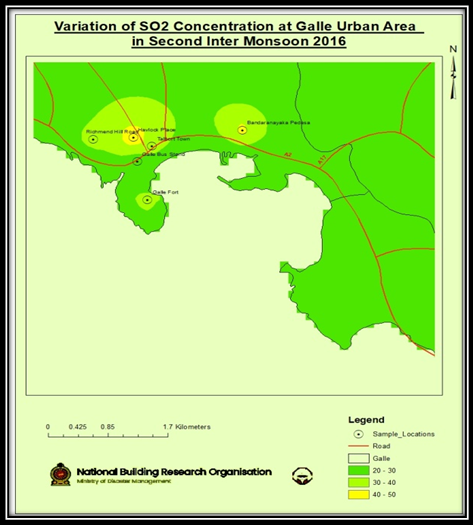 Variation of SO2 Concentration at Galle Urban Area
in Second Inter Monsoon 2016
N
Bandaranayaka Pedesa
Richmond Hill Road
Havlock Place
Talbot Town
Galle Bus Stand
A2
A17
Galle Fort
0 0.425 0.85 1.7 Kilometers
Legend
Sample_Locations
Road
Galle
20 - 30
30 - 40
40 - 50
National Building Research Organisation
Ministry of Disaster Management